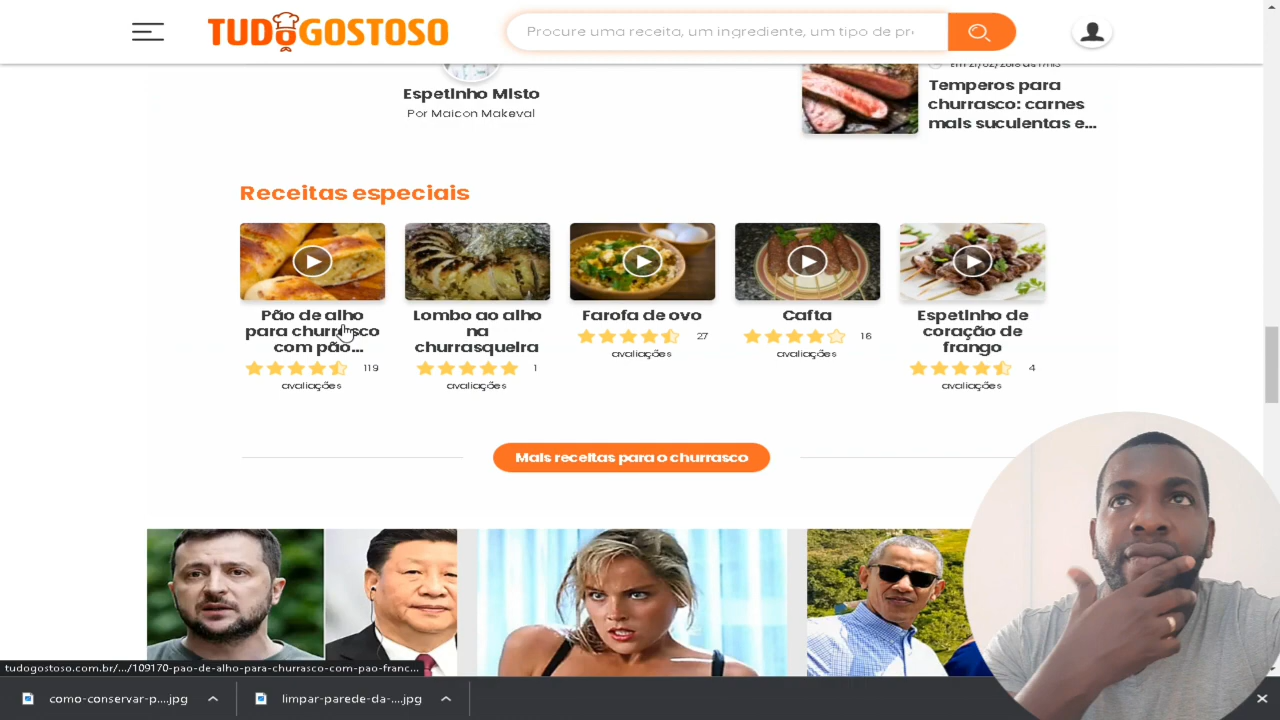 TUDOGOSTOSO
Procure uma receita, um ingrediente, um tipo de pr
Espetinho Misto
Por Maicon Makeval
Temperos para
churrasco: carnes
mais suculentas e...
Receitas especiais
Pão de alho
para churrasco
com pão...
119
avaliações
Lombo ao alho
na
churrasqueira
1
avaliações
Farofa de ovo
27
avaliações
Cafta
16
avaliações
Espetinho de
coração de
frango
4
avaliações
Mais receitas para o churrasco
tudogostoso.com.br/.../109170-pao-de-alho-para-churrasco-com-pao-franc...
como-conservar-p....jpg
limpar-parede-da-....jpg